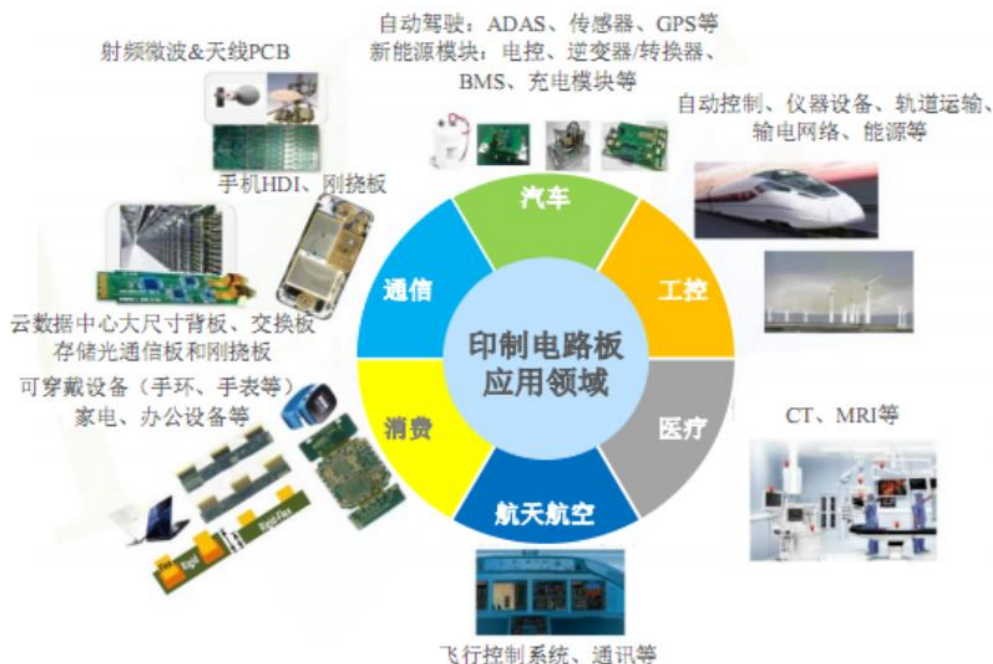 自动驾驶：ADAS、传感器、GPS等
新能源模块：电控、逆变器/转换器、
BMS、充电模块等
射频微波&天线PCB
自动控制、仪器设备、轨道运输、
输电网络、能源等
手机HDI、刚挠板
汽车
通信
工控
云数据中心大尺寸背板、交换板
存储光通信板和刚挠板
印制电路板
应用领域
可穿戴设备（手环、手表等）
家电、办公设备等
消费
医疗
CT、MRI等
航天航空
Flex
Rigid
Rigid-Flex
飞行控制系统、通讯等